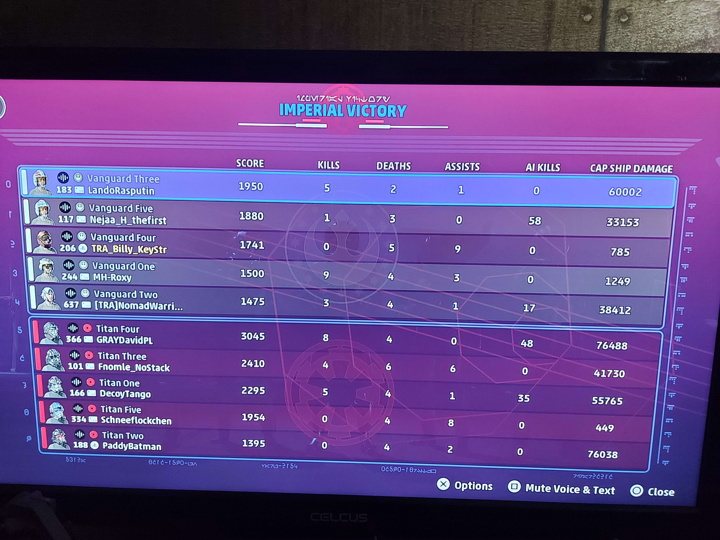 IMPERIAL VICTORY
SCORE KILLS DEATHS ASSISTS AI KILLS CAP SHIP DAMAGE
Vanguard Three
183 LandoRasputin 1950 5 2 1 0 60002
Vanguard Five
117 Nejaa_H_thefirst 1880 1 3 0 58 33153
Vanguard Four
206 TRA_Billy_KeyStr 1741 0 5 9 0 785
Vanguard One
244 MH-Roxy 1500 9 4 3 0 1249
Vanguard Two
637 [TRA]NomadWarri... 1475 3 4 1 17 38412
Titan Four
366 GRAYDavidPL 3045 8 4 0 48 76488
Titan Three
101 Fnomle_NoStack 2410 4 6 6 0 41730
Titan One
166 DecoyTango 2295 5 4 1 35 55765
Titan Five
334 Schneeflockchen 1954 0 4 8 0 449
Titan Two
188 PaddyBatman 1395 0 4 2 0 76038
Options Mute Voice & Text Close
CELCUS